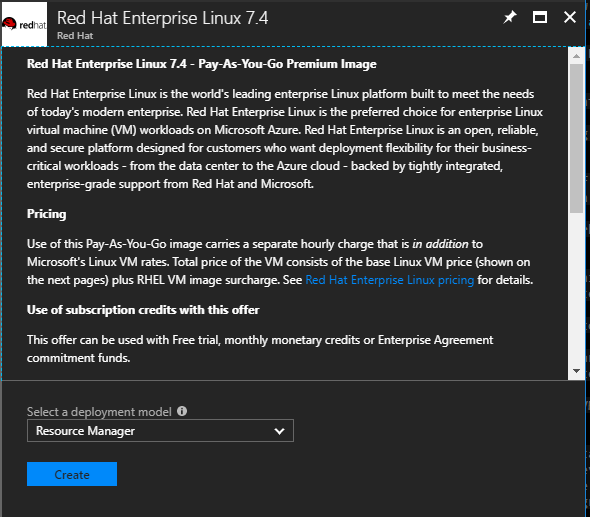 redhat
Red Hat Enterprise Linux 7.4
Red Hat
Red Hat Enterprise Linux 7.4 - Pay-As-You-Go Premium Image
Red Hat Enterprise Linux is the world's leading enterprise Linux platform built to meet the needs
of today's modern enterprise. Red Hat Enterprise Linux is the preferred choice for enterprise Linux
virtual machine (VM) workloads on Microsoft Azure. Red Hat Enterprise Linux is an open, reliable,
and secure platform designed for customers who want deployment flexibility for their business-
critical workloads - from the data center to the Azure cloud - backed by tightly integrated,
enterprise-grade support from Red Hat and Microsoft.
Pricing
Use of this Pay-As-You-Go image carries a separate hourly charge that is in addition to
Microsoft's Linux VM rates. Total price of the VM consists of the base Linux VM price (shown on
the next pages) plus RHEL VM image surcharge. See Red Hat Enterprise Linux pricing for details.
Use of subscription credits with this offer
This offer can be used with Free trial, monthly monetary credits or Enterprise Agreement
commitment funds.
Select a deployment model
Resource Manager
Create